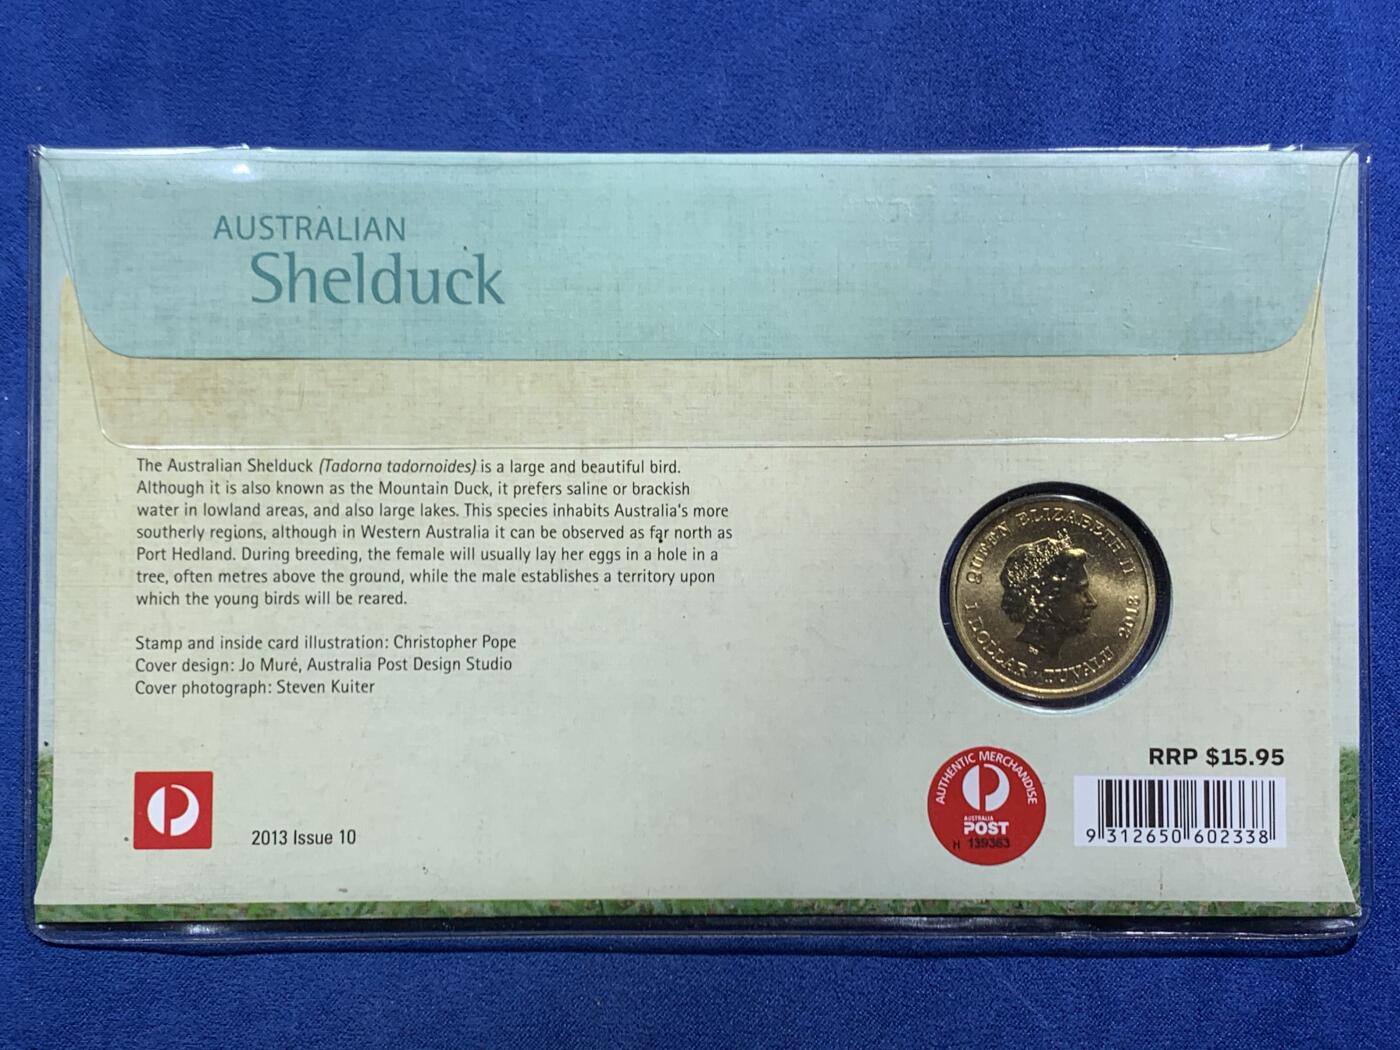 AUSTRALIAN
Shelduck
The Australian Shelduck (Tadorna tadornoides) is a large and beautiful bird.
Although it is also known as the Mountain Duck, it prefers saline or brackish
water in lowland areas, and also large lakes. This species inhabits Australia's more
southerly regions, although in Western Australia it can be observed as far north as
Port Hedland. During breeding, the female will usually lay her eggs in a hole in a
tree, often metres above the ground, while the male establishes a territory upon
which the young birds will be reared.
Stamp and inside card illustration: Christopher Pope
Cover design: Jo Muré, Australia Post Design Studio
Cover photograph: Steven Kuiter
2013 Issue 10
QUEEN ELIZABETH II
1 DOLLAR · TUVALU 2013
AUTHENTIC MERCHANDISE
AUSTRALIA
POST
H 139363
RRP $15.95
9 312650 602338